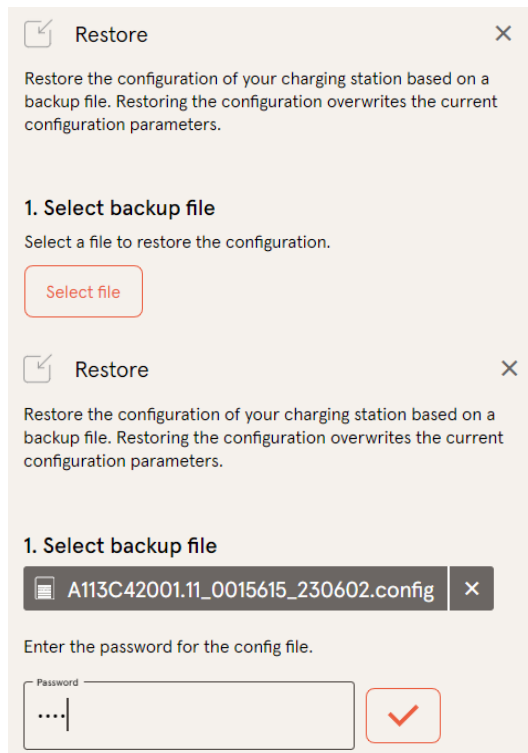 Restore
Restore the configuration of your charging station based on a
backup file. Restoring the configuration overwrites the current
configuration parameters.
1. Select backup file
Select a file to restore the configuration.
Select file
Restore
Restore the configuration of your charging station based on a
backup file. Restoring the configuration overwrites the current
configuration parameters.
1. Select backup file
A113C42001.11_0015615_230602.config
Enter the password for the config file.
Password
····